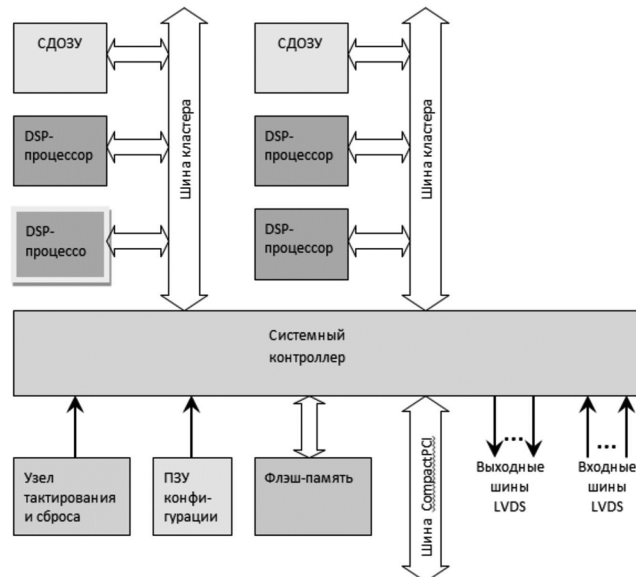 СДОЗУ
DSP-
процессор
DSP-
процессо
Шина кластера
СДОЗУ
DSP-
процессор
DSP-
процессор
Шина кластера
Системный
контроллер
Узел
тактирования
и сброса
ПЗУ
конфи-
гурации
Флэш-память
Шина CompactPCI
...
Выходные
шины
LVDS
...
Входные
шины
LVDS